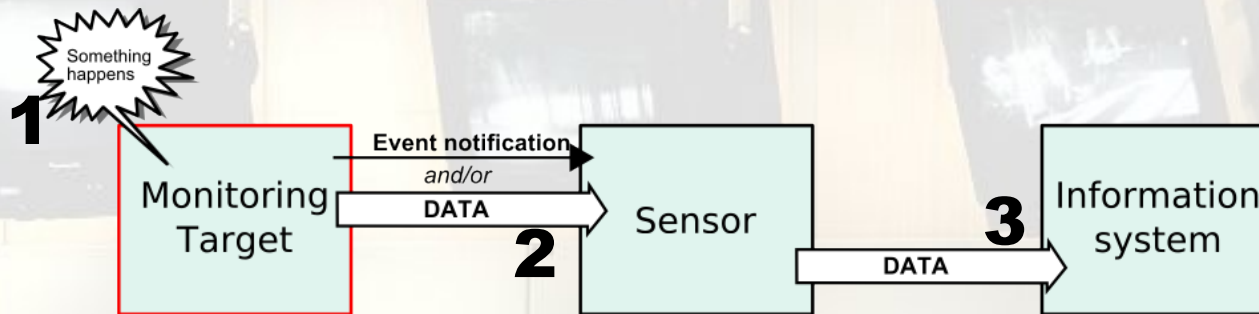 Something
happens
1
Event notification
and/or
DATA
2
Monitoring
Target
Sensor
3
DATA
Information
system